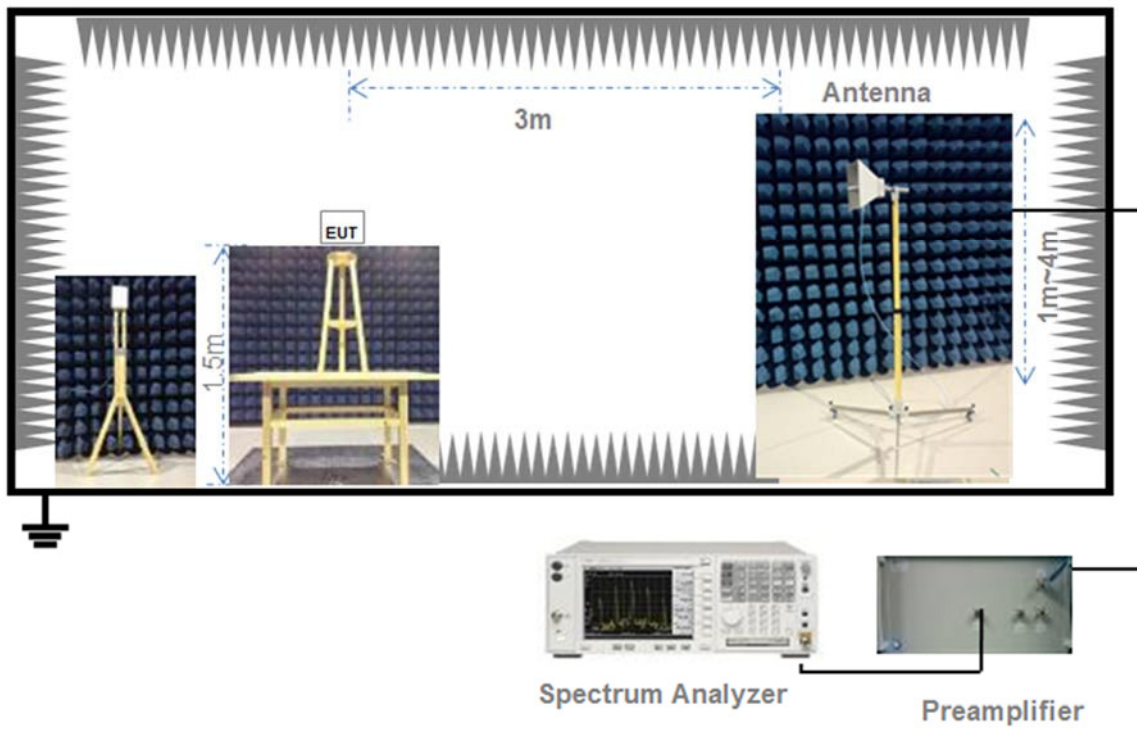 Antenna
3m
EUT
1.5m
1m~4m
Spectrum Analyzer
Preamplifier